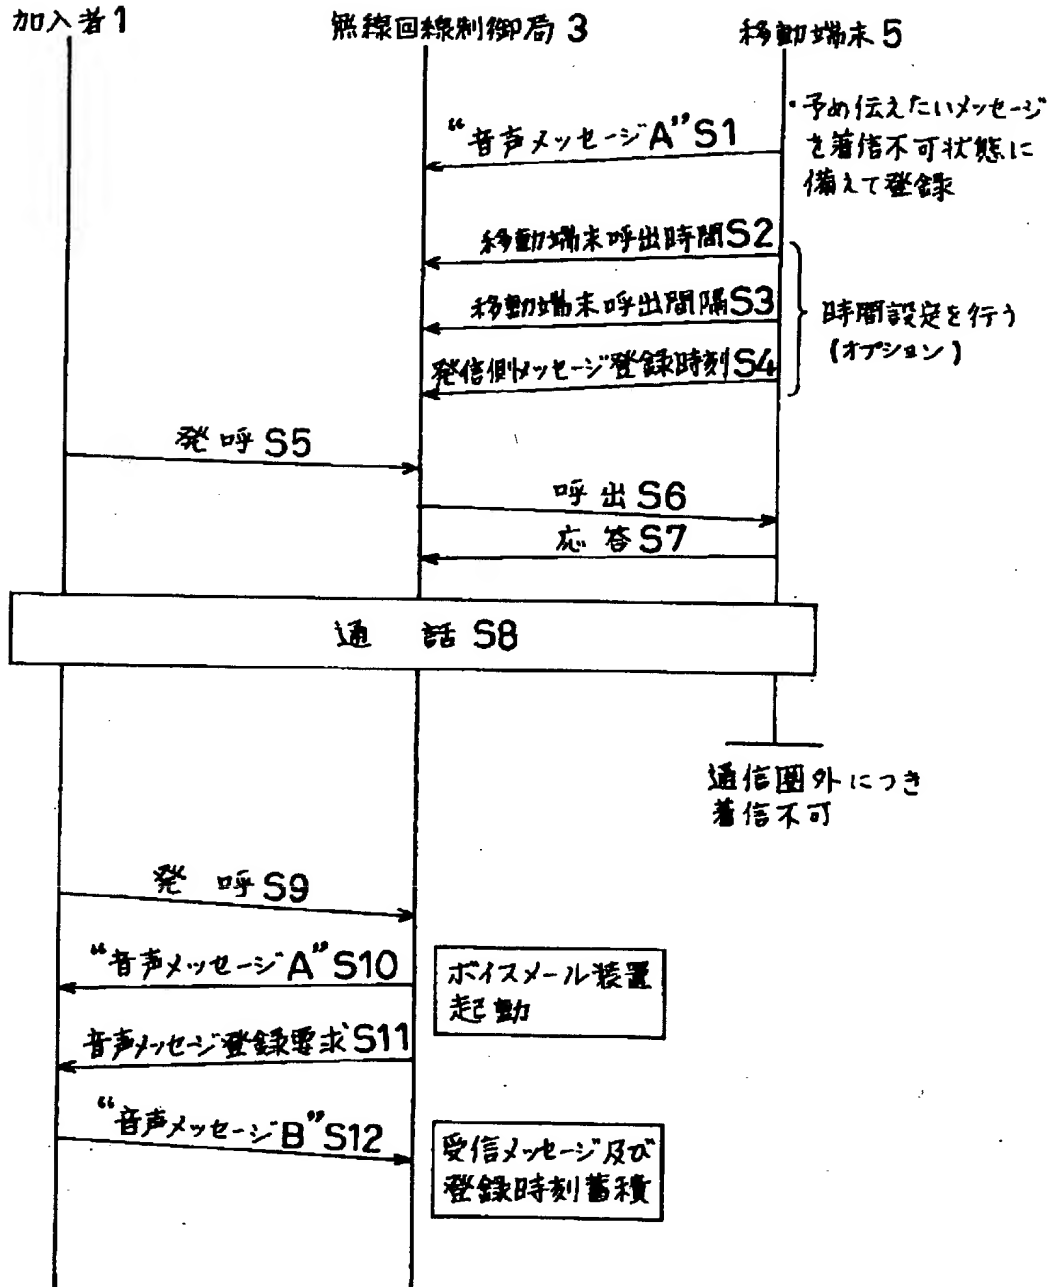 加入者1
無線回線制御局3
移動端末5
“音声メッセージA”S1
・予め伝えたいメッセージ
を着信不可状態に
備えて登録
移動端末呼出時間S2
移動端末呼出間隔S3
発信側メッセージ登録時刻S4
時間設定を行う
(オプション)
発呼S5
呼出S6
応答S7
通話S8
通信圏外につき
着信不可
発呼S9
“音声メッセージA”S10
ボイスメール装置
起動
音声メッセージ登録要求S11
“音声メッセージB”S12
受信メッセージ及び
登録時刻蓄積